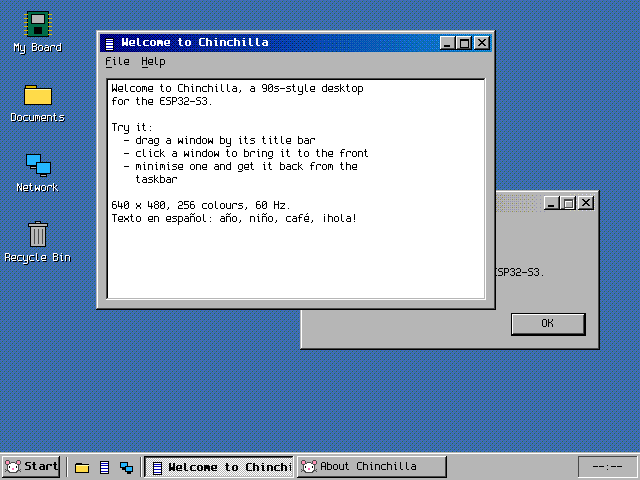 My Board
Documents
Network
Recycle Bin
Welcome to Chinchilla
File Help
Welcome to Chinchilla, a 90s-style desktop
for the ESP32-S3.
Try it:
- drag a window by its title bar
- click a window to bring it to the front
- minimise one and get it back from the
taskbar
640 x 480, 256 colours, 60 Hz.
Texto en español: año, niño, café, ¡hola!
ESP32-S3.
OK
Start
Welcome to Chinchi
About Chinchilla
--:--